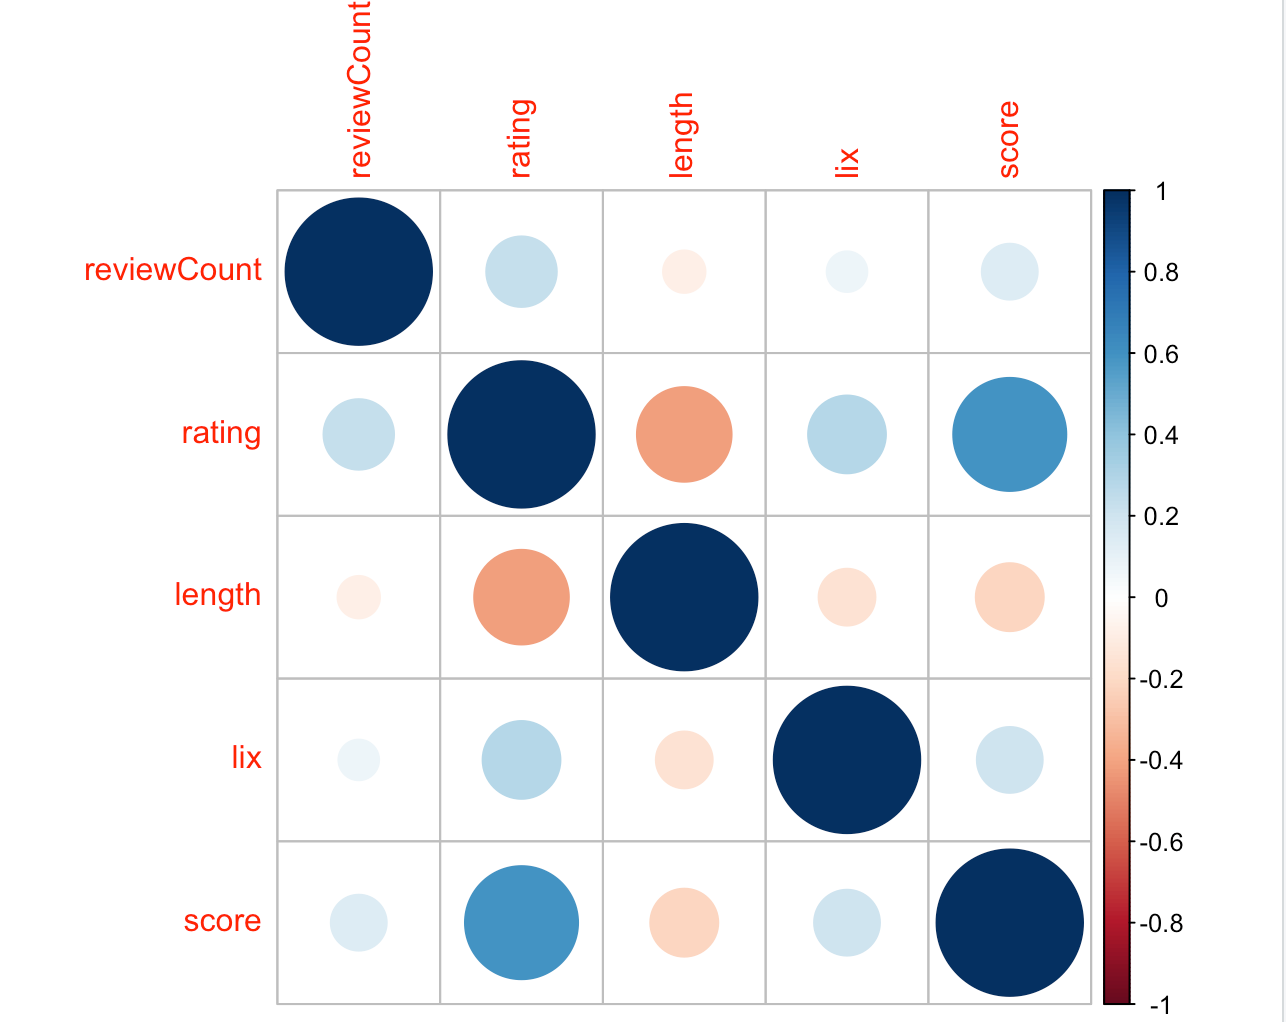 reviewCount
rating
length
lix
score
reviewCount
rating
length
lix
score
1
0.8
0.6
0.4
0.2
0
-0.2
-0.4
-0.6
-0.8
-1